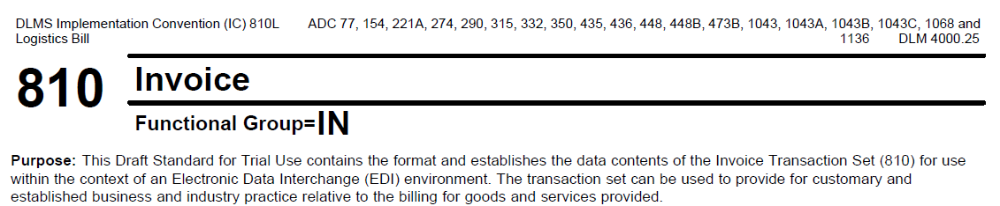 DLMS Implementation Convention (IC) 810L ADC 77, 154, 221A, 274, 290, 315, 332, 350, 435, 436, 448, 448B, 473B, 1043, 1043A, 1043B, 1043C, 1068 and
Logistics Bill 1136 DLM 4000.25
810 Invoice
Functional Group=IN
Purpose: This Draft Standard for Trial Use contains the format and establishes the data contents of the Invoice Transaction Set (810) for use
within the context of an Electronic Data Interchange (EDI) environment. The transaction set can be used to provide for customary and
established business and industry practice relative to the billing for goods and services provided.